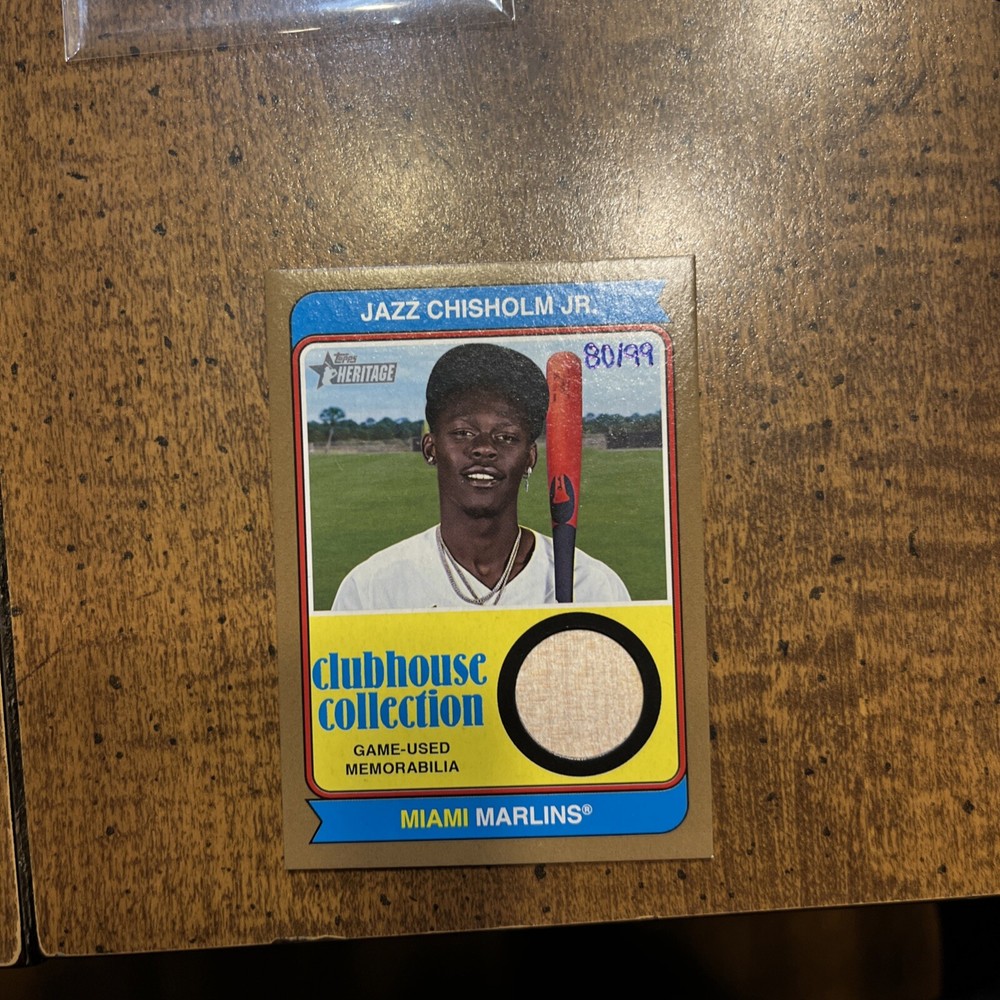 JAZZ CHISHOLM JR.
80/99
Topps
HERITAGE
clubhouse
collection
GAME-USED
MEMORABILIA
MIAMI MARLINS®